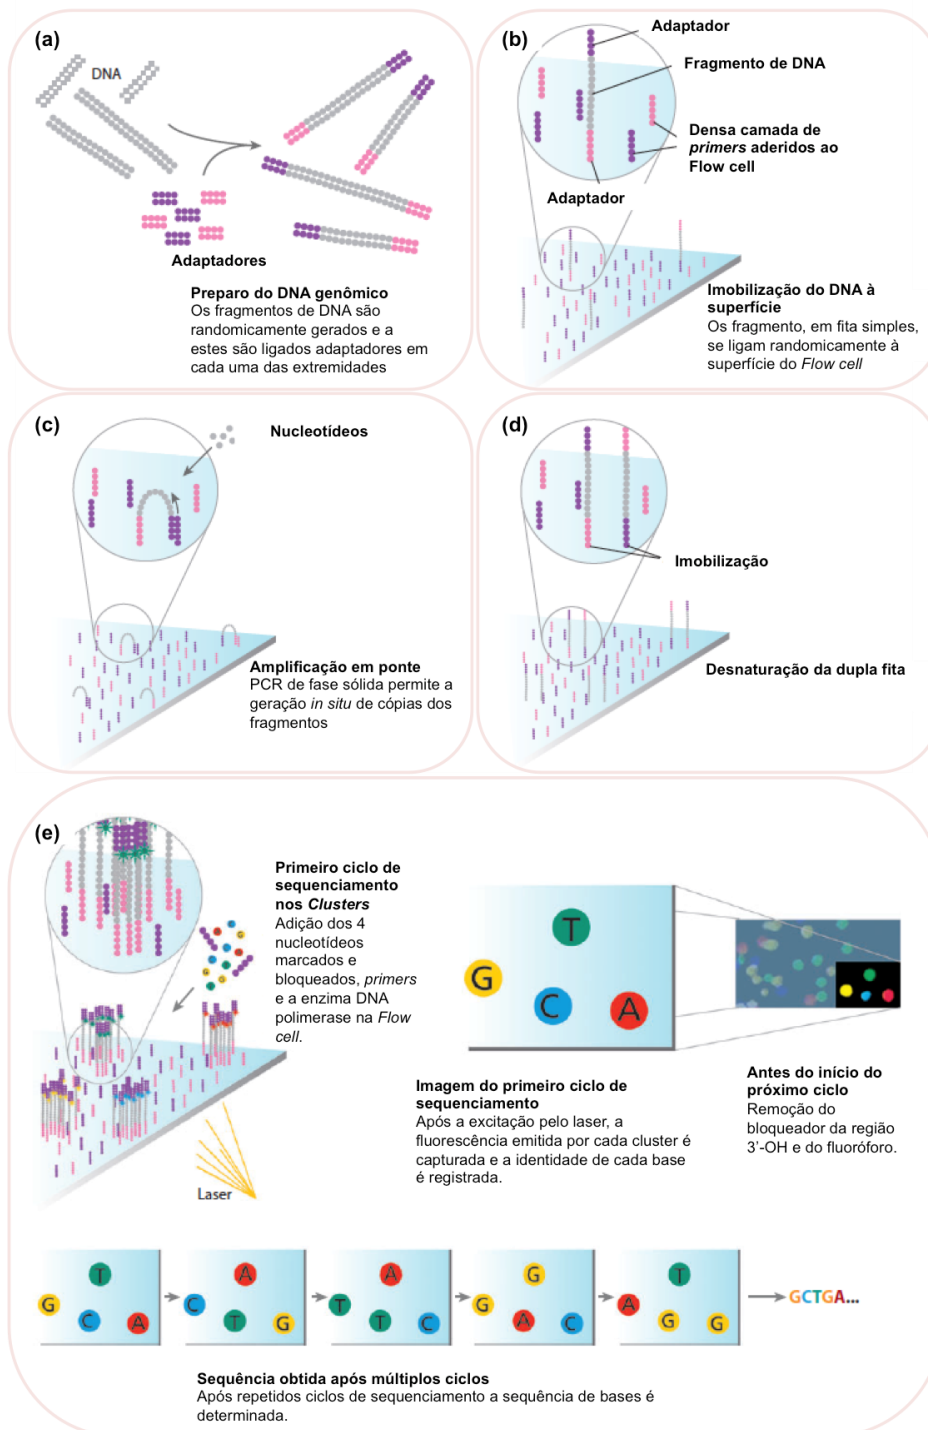 (a)
DNA
Adaptadores
Preparo do DNA genômico
Os fragmentos de DNA são
randomicamente gerados e a
estes são ligados adaptadores em
cada uma das extremidades
(b)
Adaptador
Fragmento de DNA
Densa camada de
primers aderidos ao
Flow cell
Adaptador
Imobilização do DNA à
superfície
Os fragmento, em fita simples,
se ligam randomicamente à
superfície do Flow cell
(c)
Nucleotídeos
Amplificação em ponte
PCR de fase sólida permite a
geração in situ de cópias dos
fragmentos
(d)
Imobilização
Desnaturação da dupla fita
(e)
Primeiro ciclo de
sequenciamento
nos Clusters
Adição dos 4
nucleotídeos
marcados e
bloqueados, primers
e a enzima DNA
polimerase na Flow
cell.
Laser
T
G
C A
Imagem do primeiro ciclo de
sequenciamento
Após a excitação pelo laser, a
fluorescência emitida por cada cluster é
capturada e a identidade de cada base
é registrada.
Antes do início do
próximo ciclo
Remoção do
bloqueador da região
3'-OH e do fluoróforo.
T
G
C A
A
C
T G
A
T
T C
G
G
A C
T
A
G G
GCTGA...
Sequência obtida após múltiplos ciclos
Após repetidos ciclos de sequenciamento a sequência de bases é
determinada.